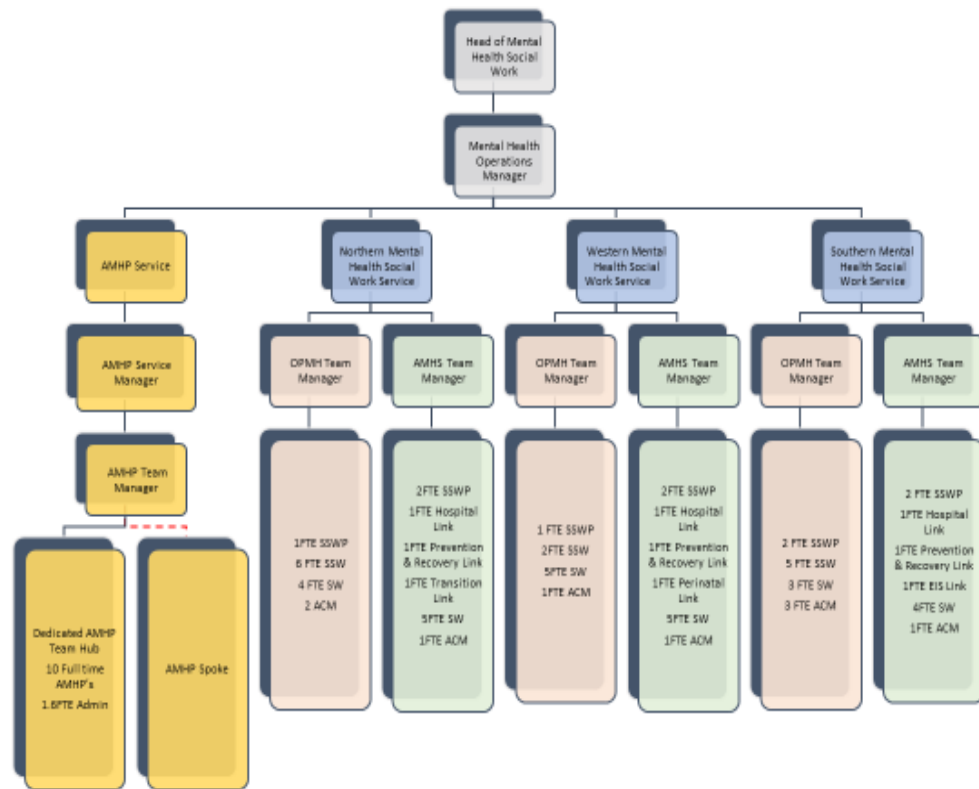 Head of Mental
Health Social
Work
Mental Health
Operations
Manager
AMHP Service
Northern Mental
Health Social
Work Service
Western Mental
Health Social
Work Service
Southern Mental
Health Social
Work Service
AMHP Service
Manager
OPMH Team
Manager
AMHS Team
Manager
OPMH Team
Manager
AMHS Team
Manager
OPMH Team
Manager
AMHS Team
Manager
AMHP Team
Manager
Dedicated AMHP
Team Hub
10 Full time
AMHP's
1.6FTE Admin
AMHP Spoke
1FTE SSWP
6 FTE SSW
4 FTE SW
2 ACM
2FTE SSWP
1FTE Hospital
Link
1FTE Prevention
& Recovery Link
1FTE Transition
Link
5FTE SW
1FTE ACM
1 FTE SSWP
2FTE SSW
5FTE SW
1FTE ACM
2FTE SSWP
1FTE Hospital
Link
1FTE Prevention
& Recovery Link
1FTE Perinatal
Link
5FTE SW
1FTE ACM
2 FTE SSWP
5 FTE SSW
3 FTE SW
3 FTE ACM
2 FTE SSWP
1FTE Hospital
Link
1FTE Prevention
& Recovery Link
1FTE EIS Link
4FTE SW
1FTE ACM